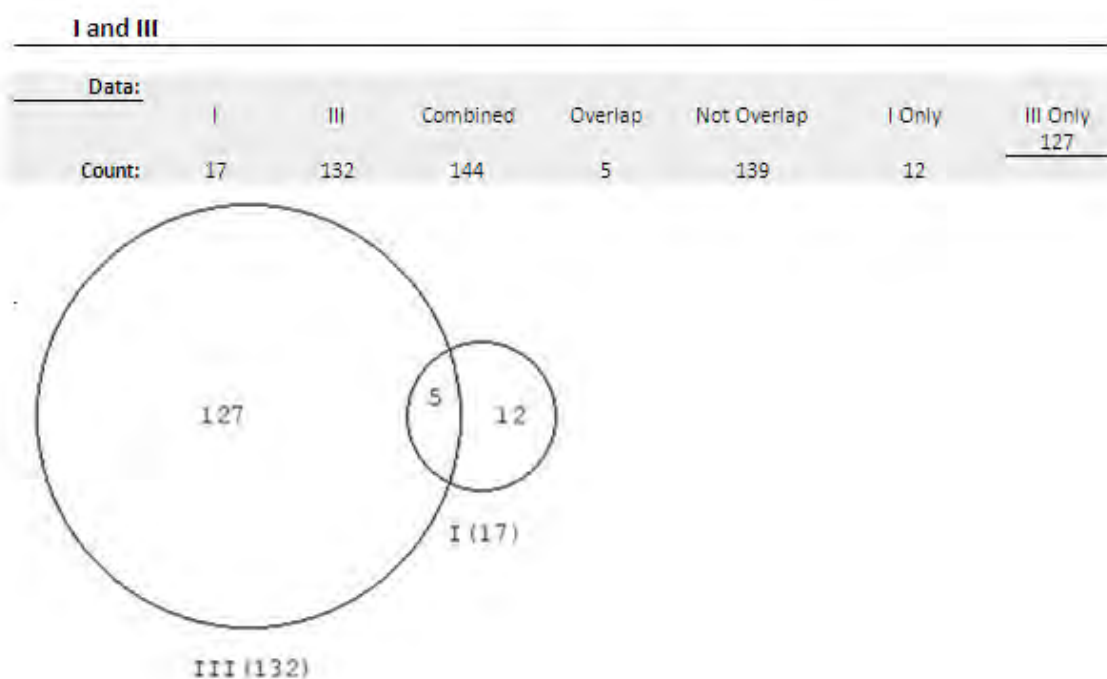 I and III
Data:
I III Combined Overlap Not Overlap I Only III Only
127
Count: 17 132 144 5 139 12
5
127 12
I (17)
III (132)